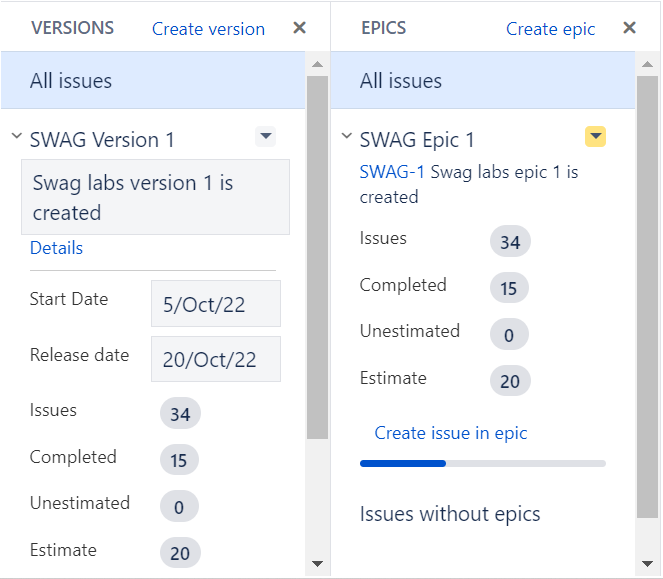 VERSIONS
Create version
All issues
SWAG Version 1
Swag labs version 1 is
created
Details
Start Date
5/Oct/22
Release date
20/Oct/22
Issues
34
Completed
15
Unestimated
0
Estimate
20
EPICS
Create epic
All issues
SWAG Epic 1
SWAG-1 Swag labs epic 1 is
created
Issues
34
Completed
15
Unestimated
0
Estimate
20
Create issue in epic
Issues without epics